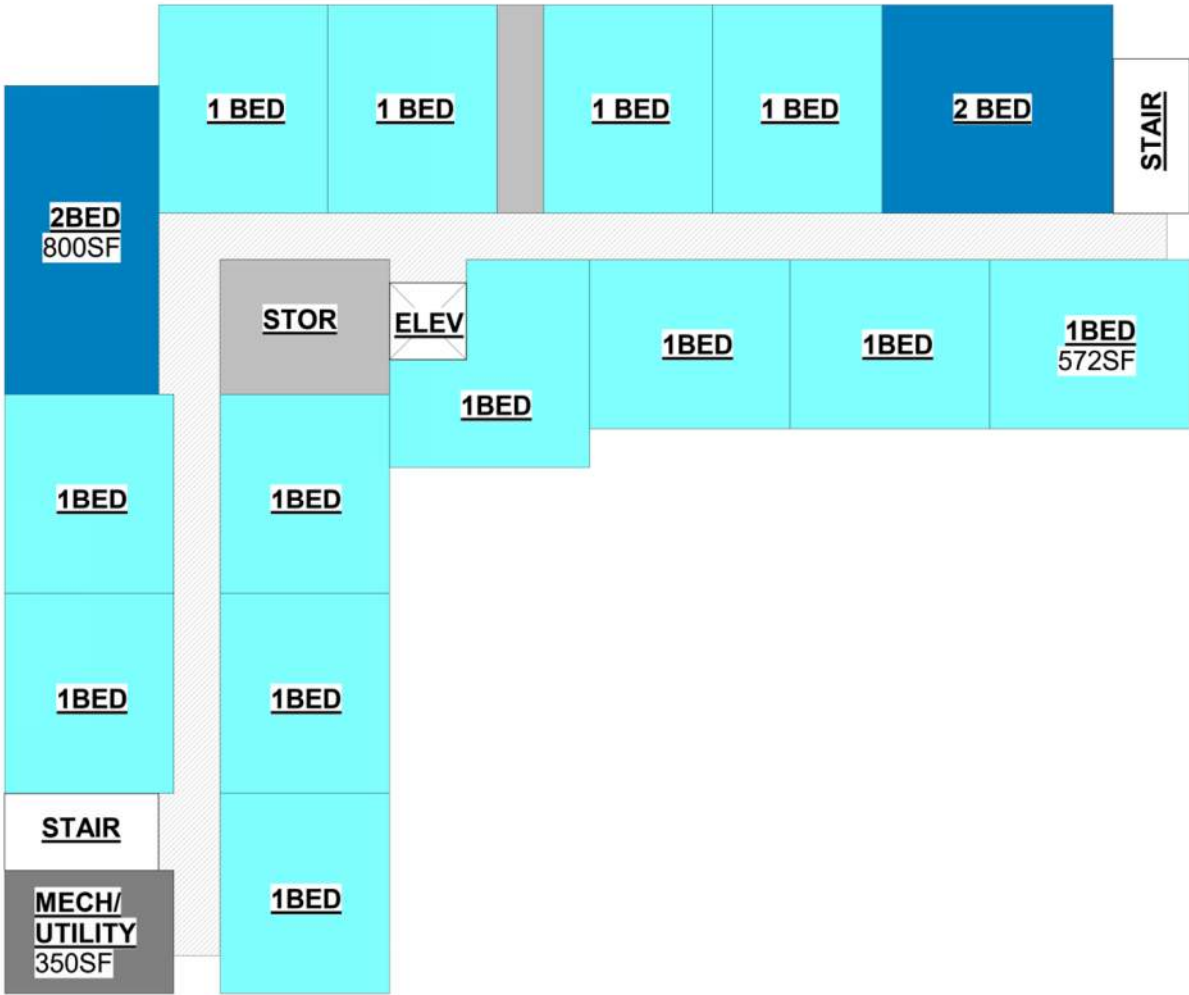 1 BED
1 BED
1 BED
1 BED
2 BED
STAIR
2BED
800SF
STOR
ELEV
1BED
1BED
1BED
1BED
572SF
1BED
1BED
1BED
1BED
STAIR
1BED
MECH/
UTILITY
350SF